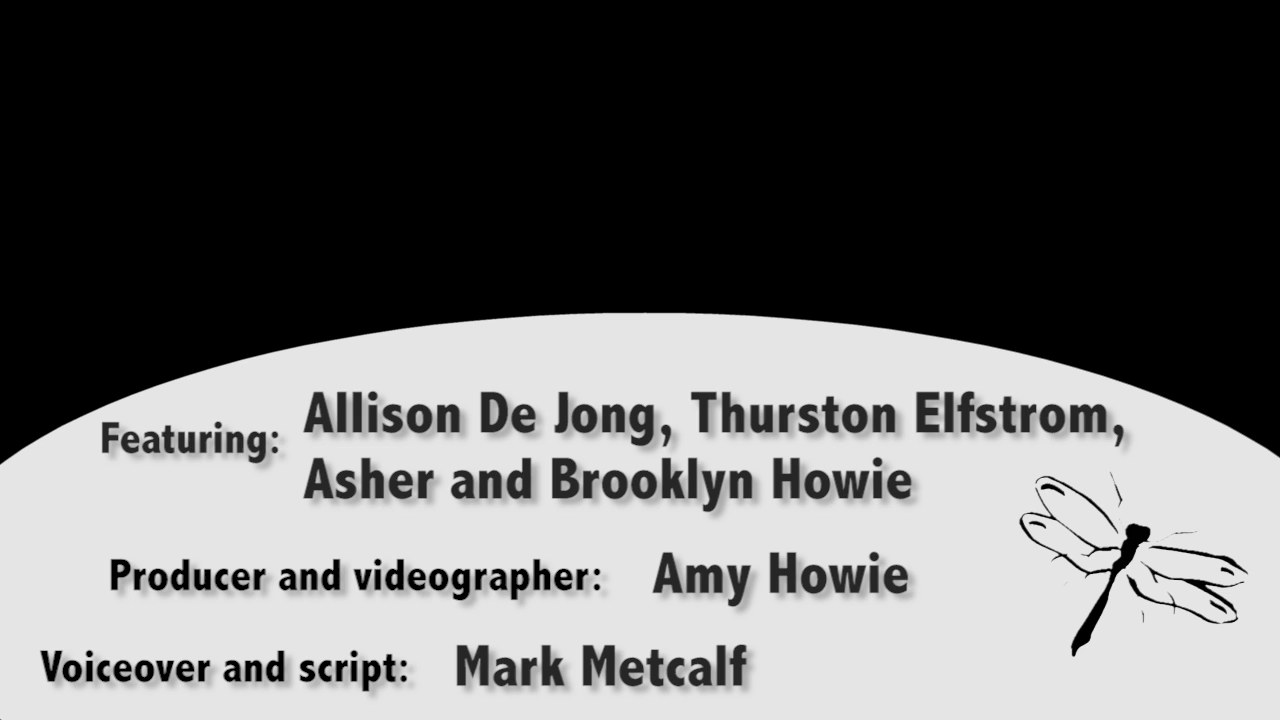 Featuring: Allison De Jong, Thurston Elfstrom,
Asher and Brooklyn Howie
Producer and videographer: Amy Howie
Voiceover and script: Mark Metcalf